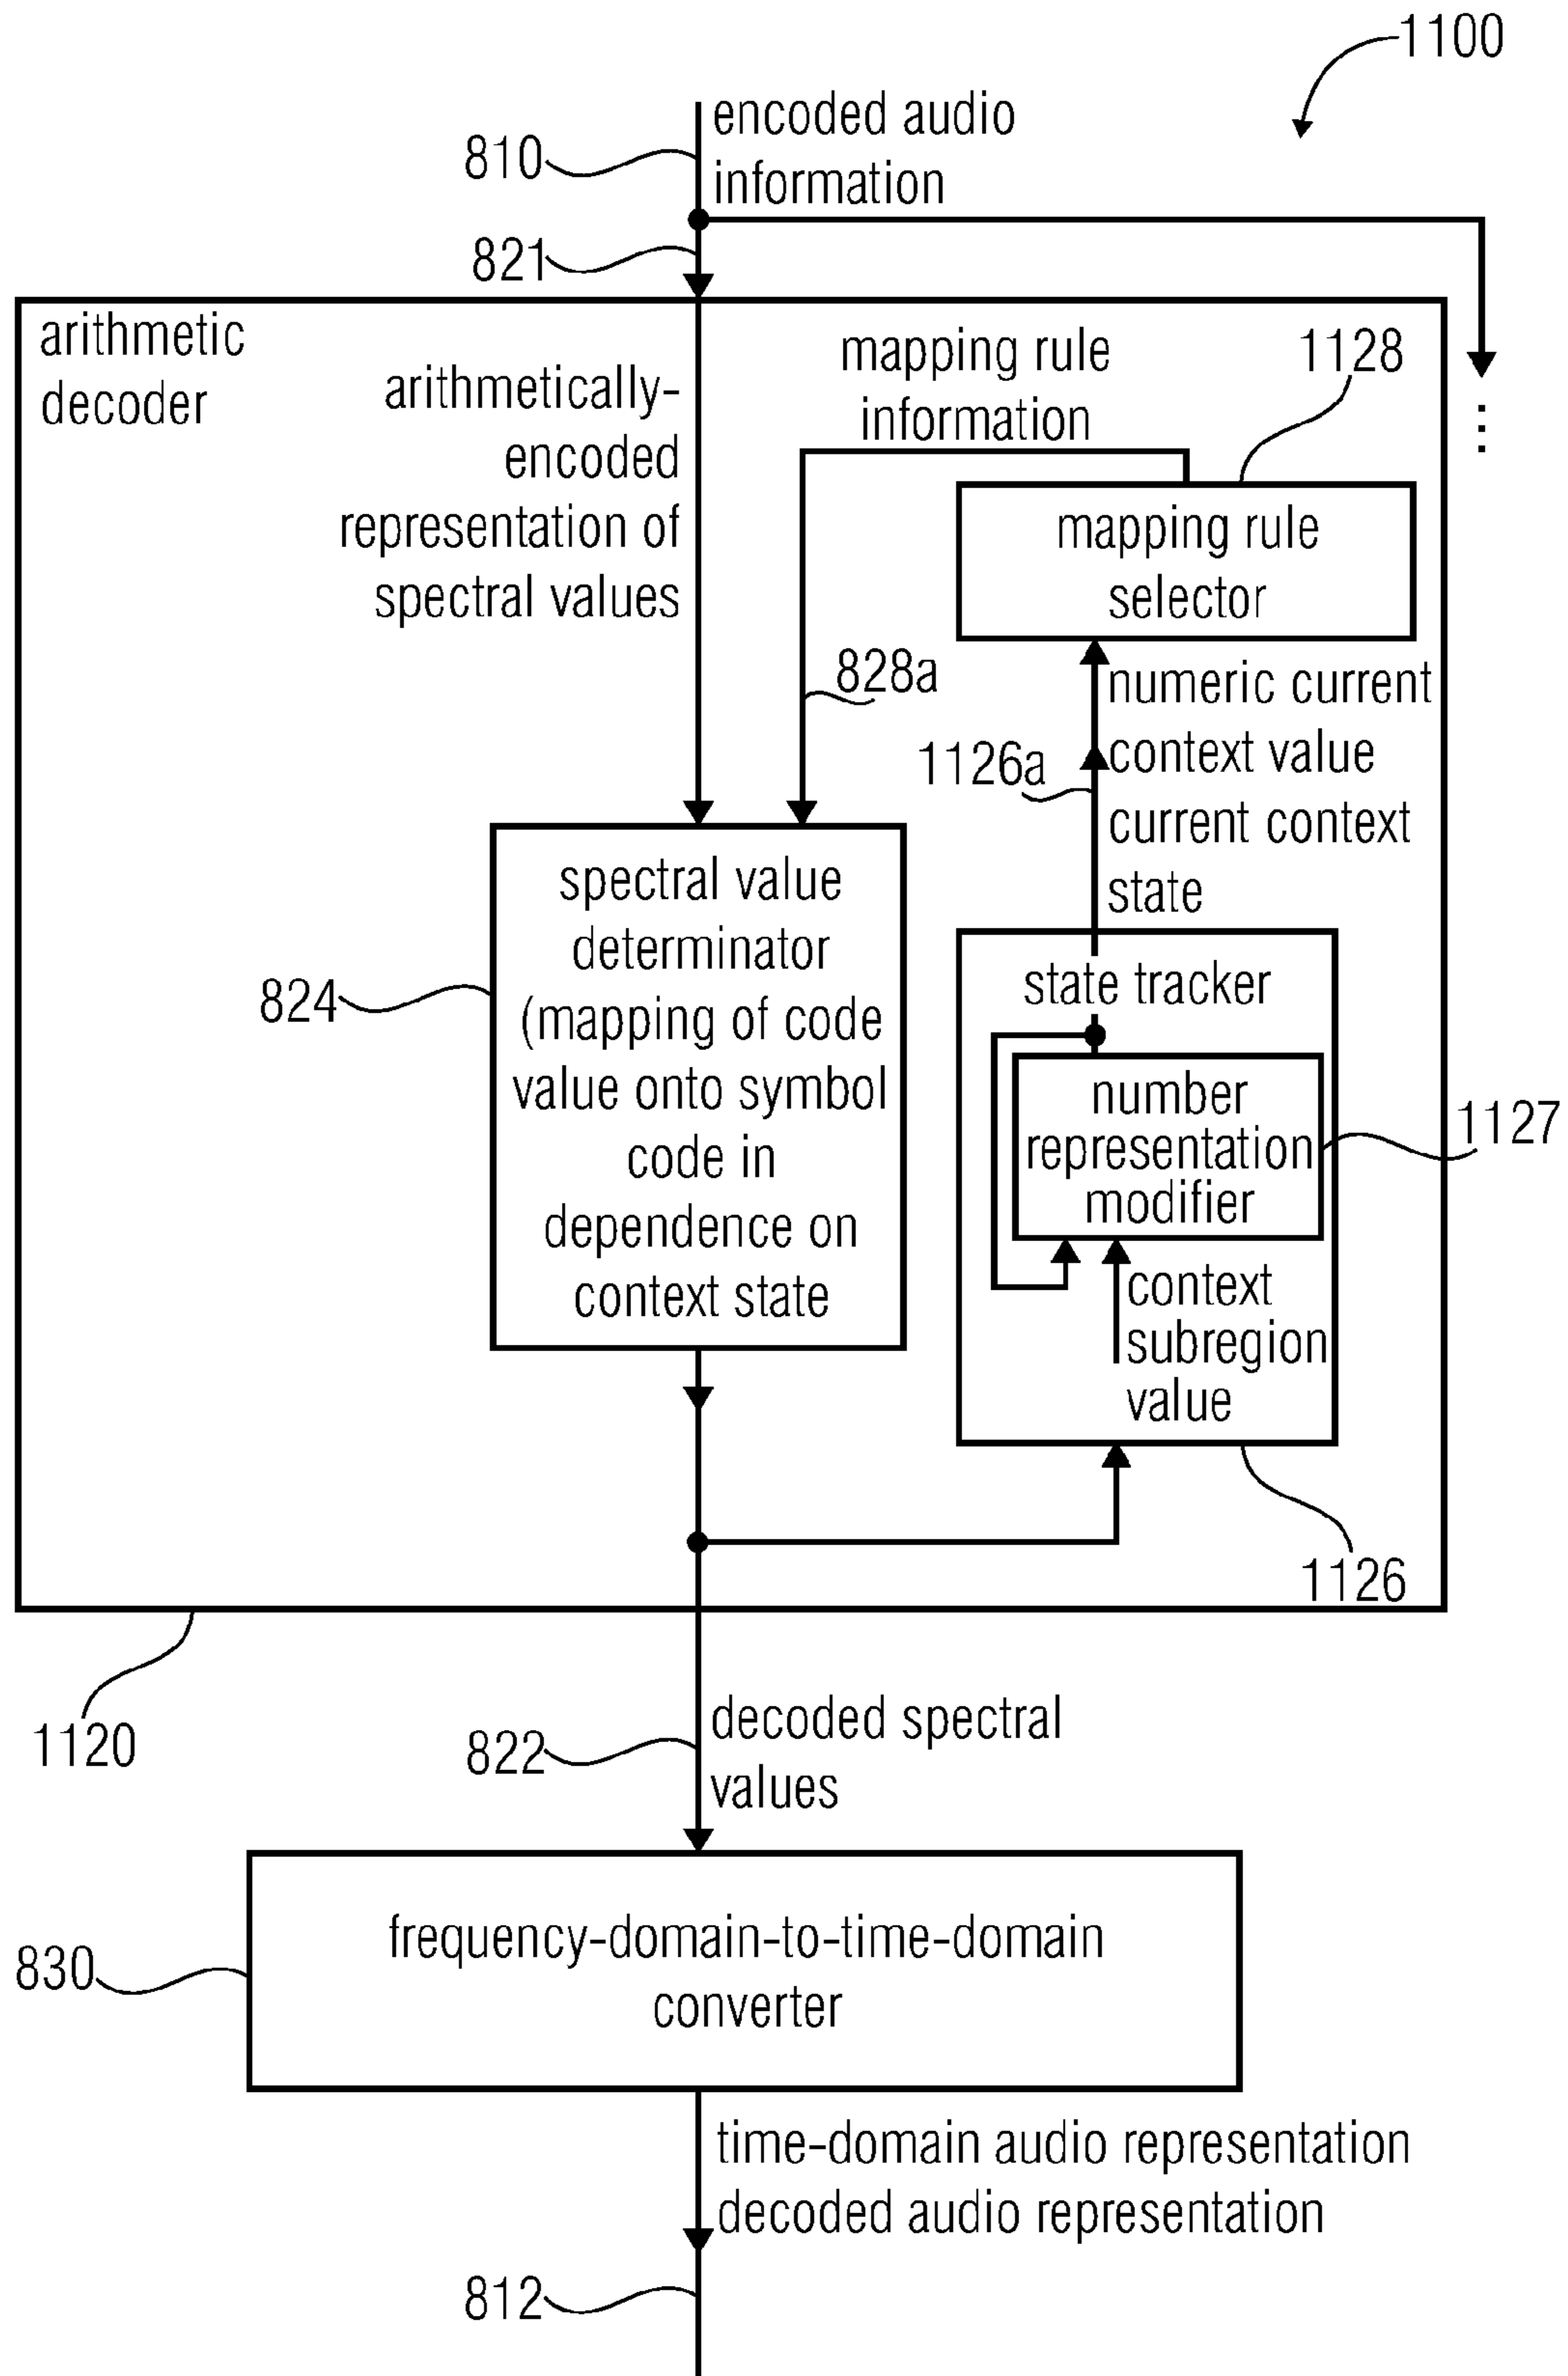 1100
encoded audio
information
810
821
arithmetic
decoder
arithmetically-
encoded
representation of
spectral values
mapping rule
information
1128
mapping rule
selector
828a
numeric current
context value
current context
state
1126a
spectral value
determinator
(mapping of code
value onto symbol
code in
dependence on
context state
824
state tracker
number
representation
modifier
1127
context
subregion
value
1126
1120
822
decoded spectral
values
830
frequency-domain-to-time-domain
converter
time-domain audio representation
decoded audio representation
812